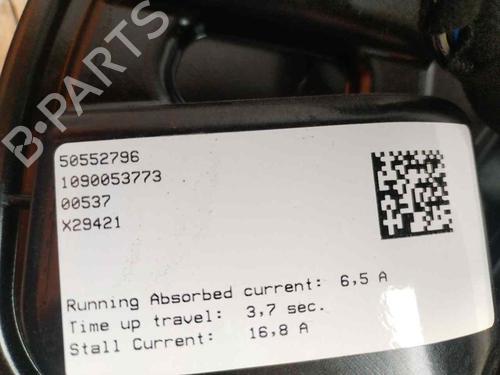 B-PARTS
50552796
1090053773
00537
X29421
Running Absorbed current: 6,5 A
Time up travel: 3,7 sec.
Stall Current: 16,8 A